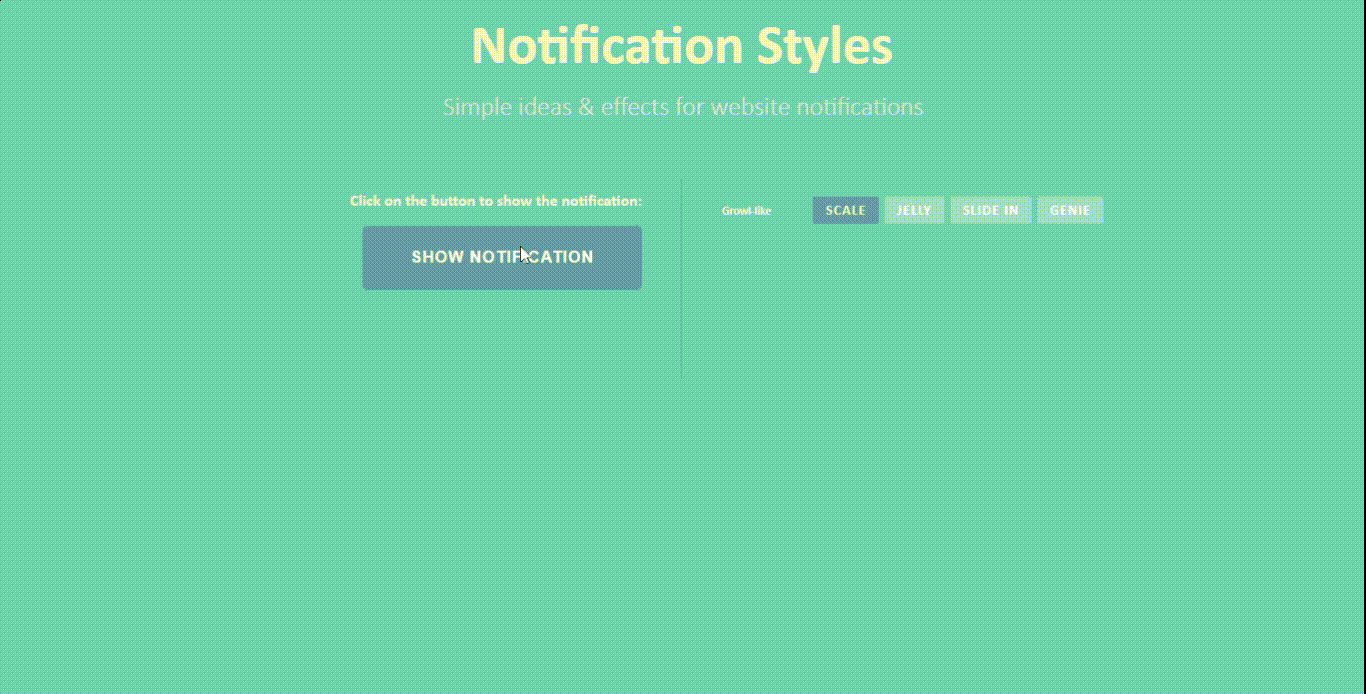 Notification Styles
Simple ideas & effects for website notifications
Click on the button to show the notification:
SHOW NOTIFICATION
Growl-like
SCALE
JELLY
SLIDE IN
GENIE